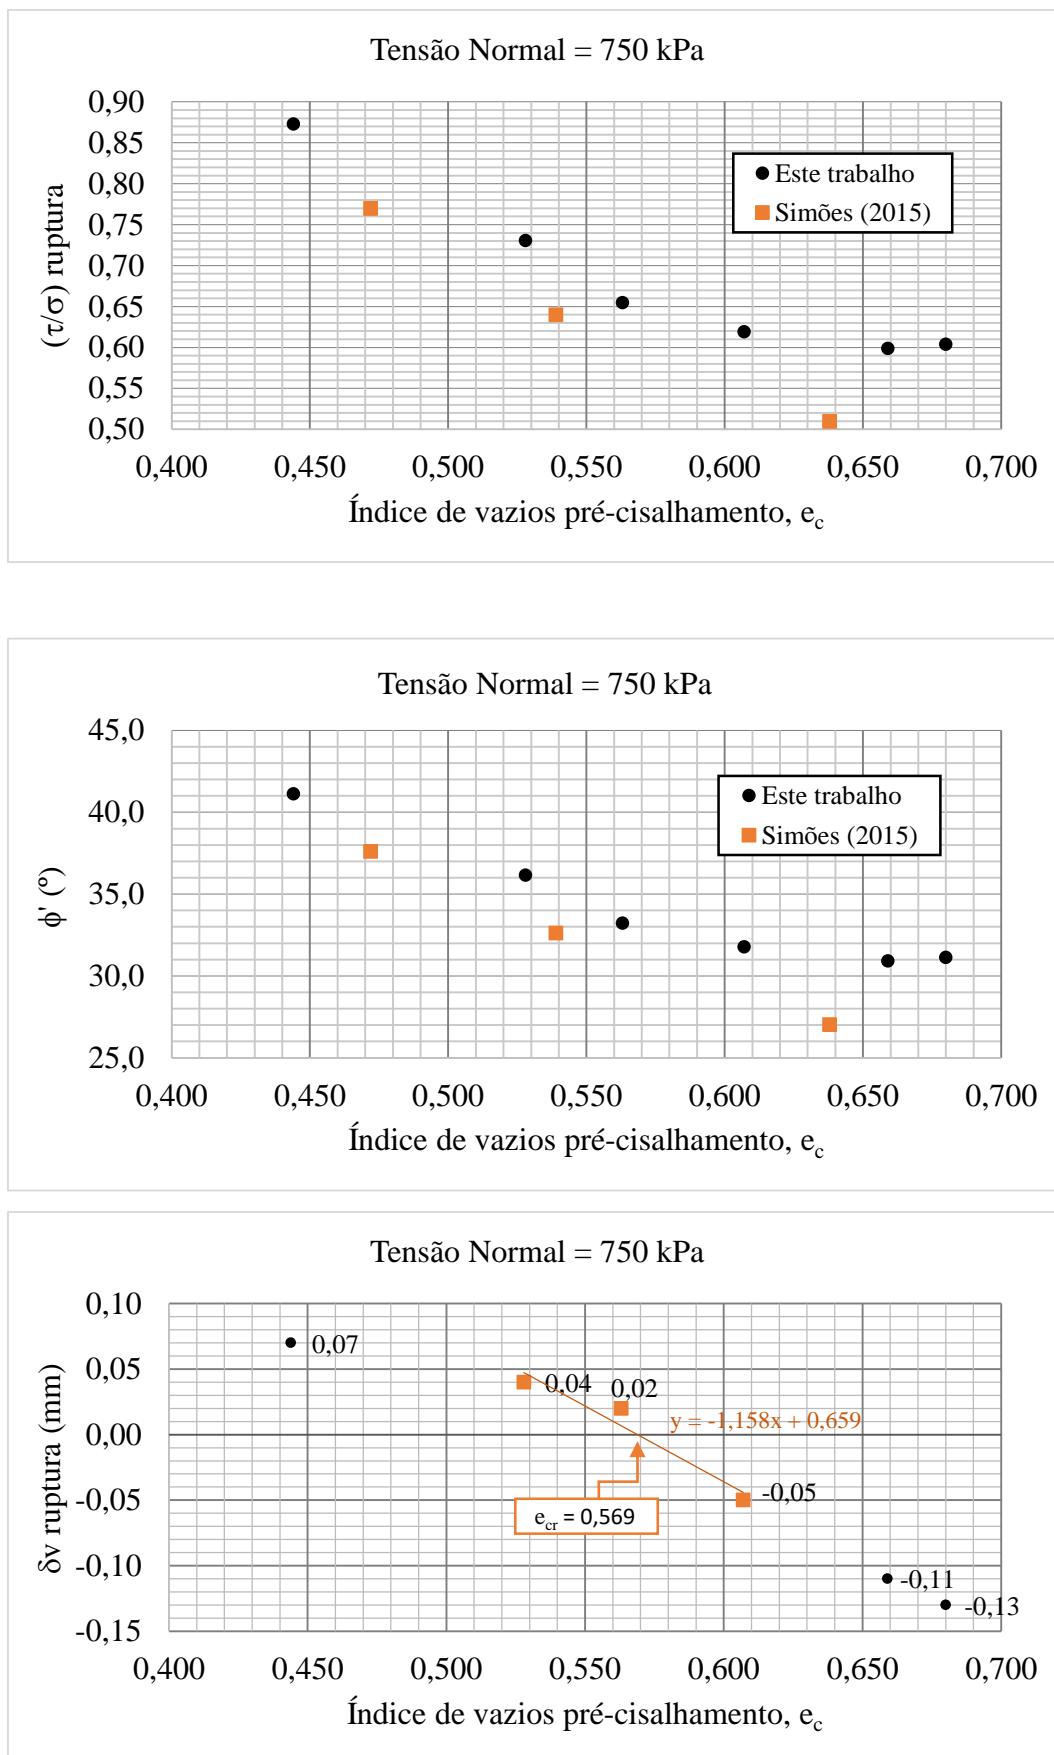 Tensão Normal = 750 kPa
0,90
0,85
0,80
0,75
0,70
0,65
0,60
0,55
0,50
(τ/σ) ruptura
Este trabalho
Simões (2015)
0,400 0,450 0,500 0,550 0,600 0,650 0,700
Índice de vazios pré-cisalhamento, ec
Tensão Normal = 750 kPa
45,0
40,0
35,0
30,0
25,0
ϕ' (º)
Este trabalho
Simões (2015)
0,400 0,450 0,500 0,550 0,600 0,650 0,700
Índice de vazios pré-cisalhamento, ec
Tensão Normal = 750 kPa
0,10
0,05
0,00
-0,05
-0,10
-0,15
δv ruptura (mm)
0,07
0,04
0,02
y = -1,158x + 0,659
-0,05
ecr = 0,569
-0,11
-0,13
0,400 0,450 0,500 0,550 0,600 0,650 0,700
Índice de vazios pré-cisalhamento, ec